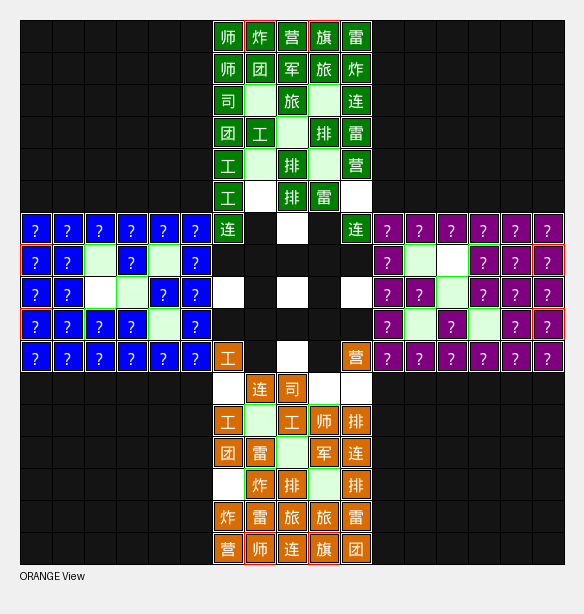 师 炸 营 旗 雷
师 团 军 旅 炸
司 旅 连
团 工 排 雷
工 排 营
工 排 雷
? ? ? ? ? ? 连 连 ? ? ? ? ? ?
? ? ? ? ? ? ? ?
? ? ? ? ? ? ? ? ?
? ? ? ? ? ? ? ? ?
? ? ? ? ? ? 工 营 ? ? ? ? ? ?
连 司
工 工 师 排
团 雷 军 连
炸 排 排
炸 雷 旅 旅 雷
营 师 连 旗 团
ORANGE View